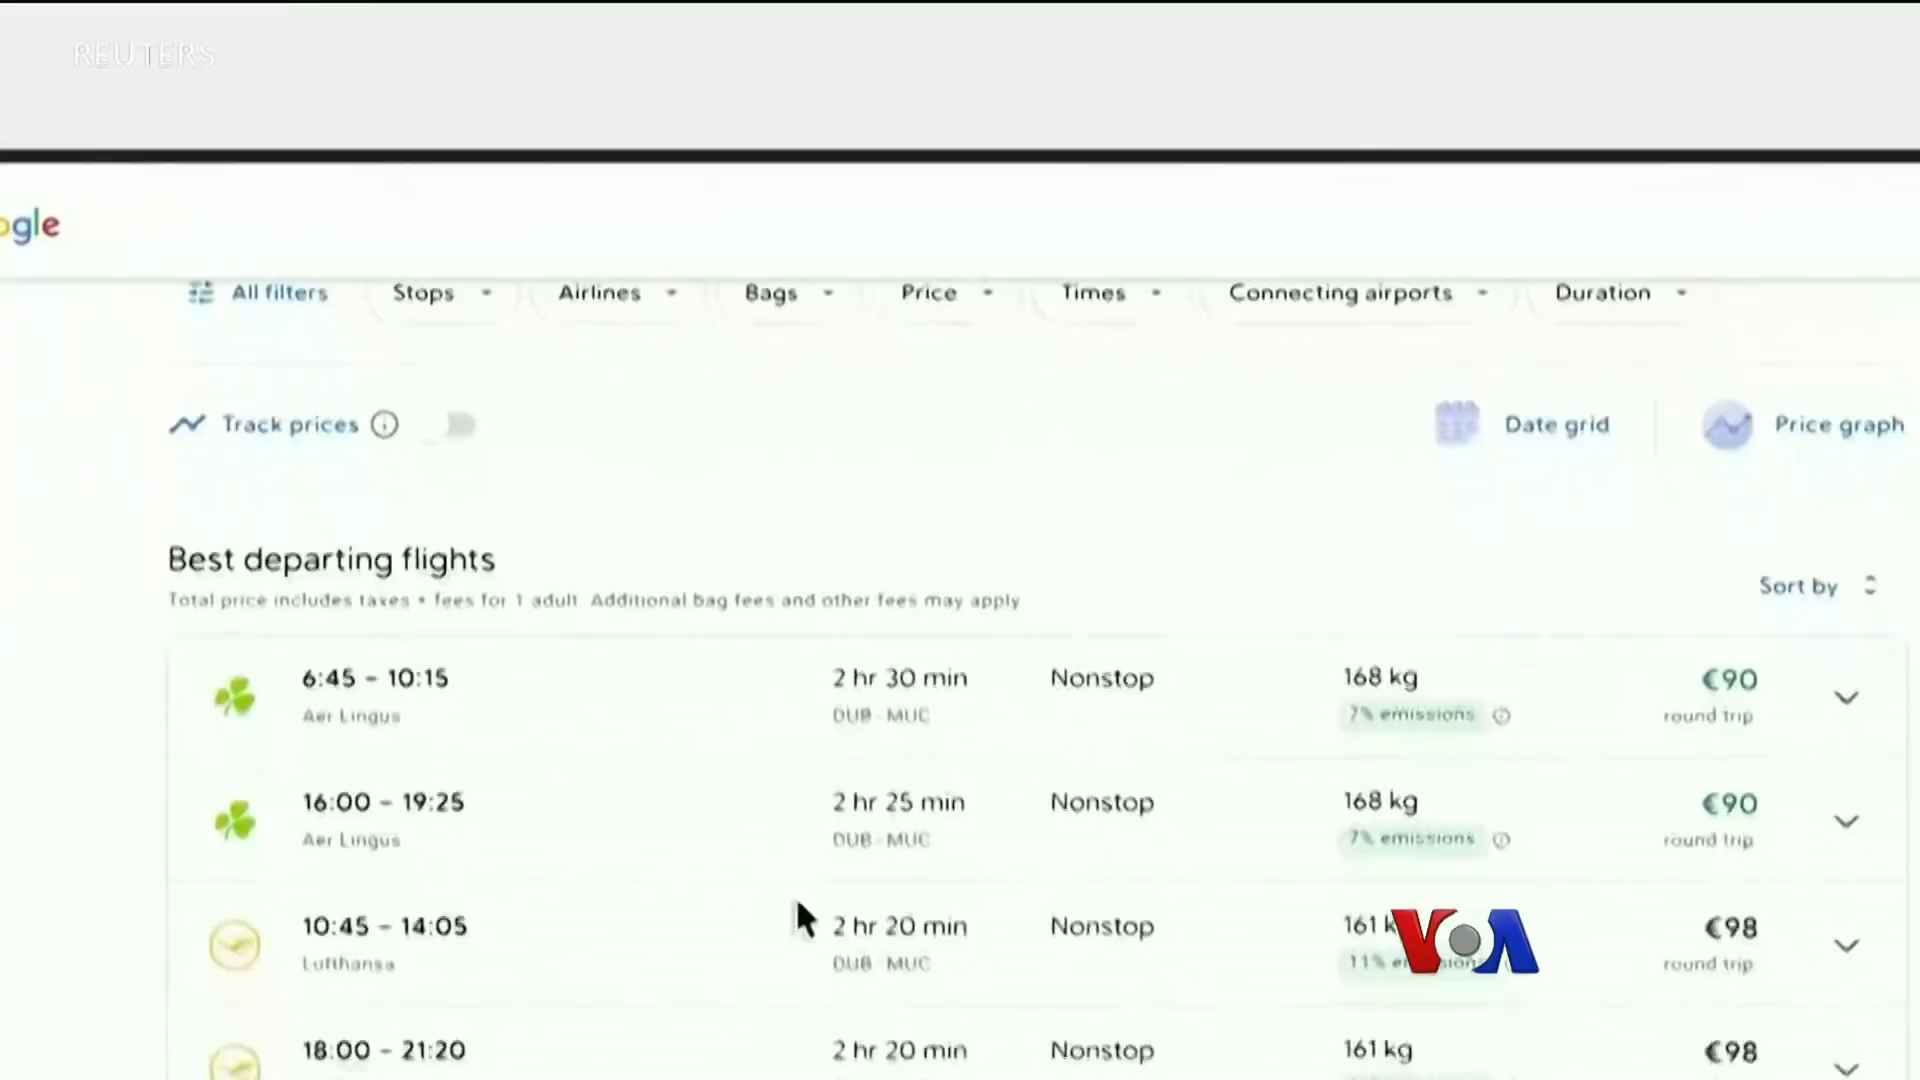 REUTERS
ogle
All filters Stops Airlines Bags Price Times Connecting airports Duration
Track prices Date grid Price graph
Best departing flights
Total price includes taxes + fees for 1 adult. Additional bag fees and other fees may apply
Sort by
6:45 – 10:15 2 hr 30 min Nonstop 168 kg €90
Aer Lingus DUB–MUC 7% emissions round trip
16:00 – 19:25 2 hr 25 min Nonstop 168 kg €90
Aer Lingus DUB–MUC 7% emissions round trip
10:45 – 14:05 2 hr 20 min Nonstop 161 €98
Lufthansa DUB–MUC 11% round trip
VOA
18:00 – 21:20 2 hr 20 min Nonstop 161 kg €98